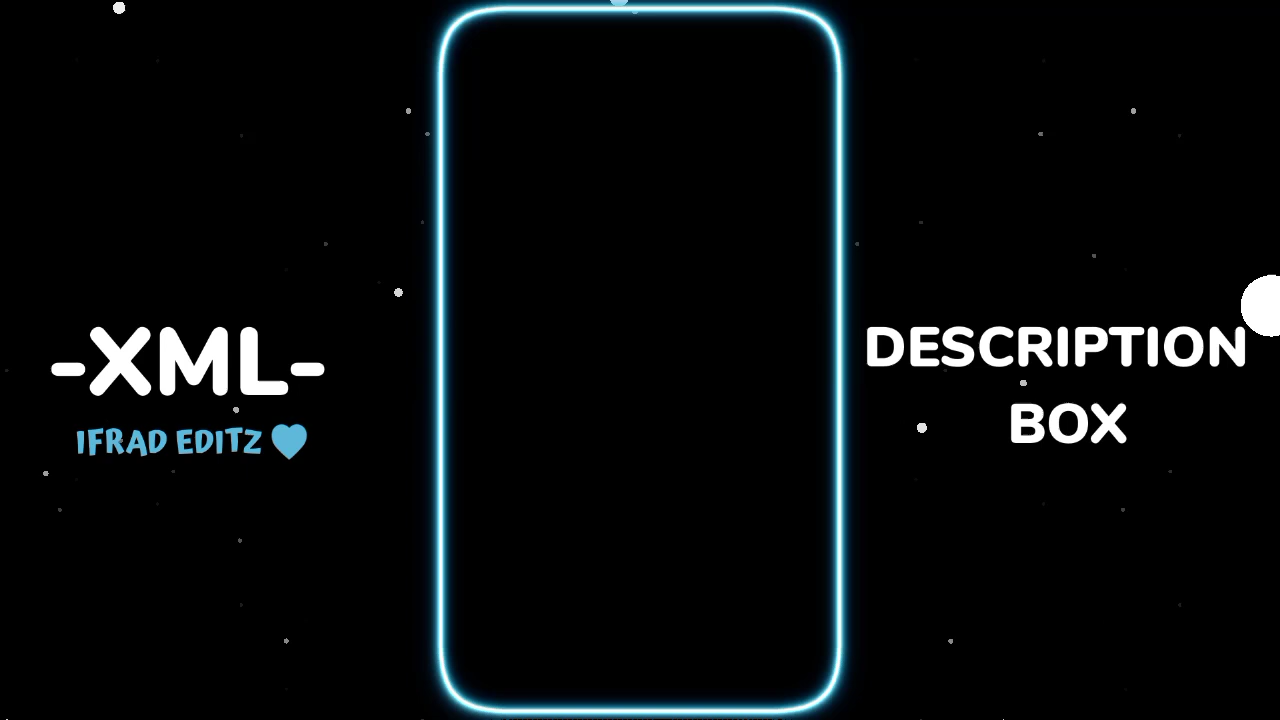 -XML-
IFRAD EDITZ 🩵
DESCRIPTION
BOX